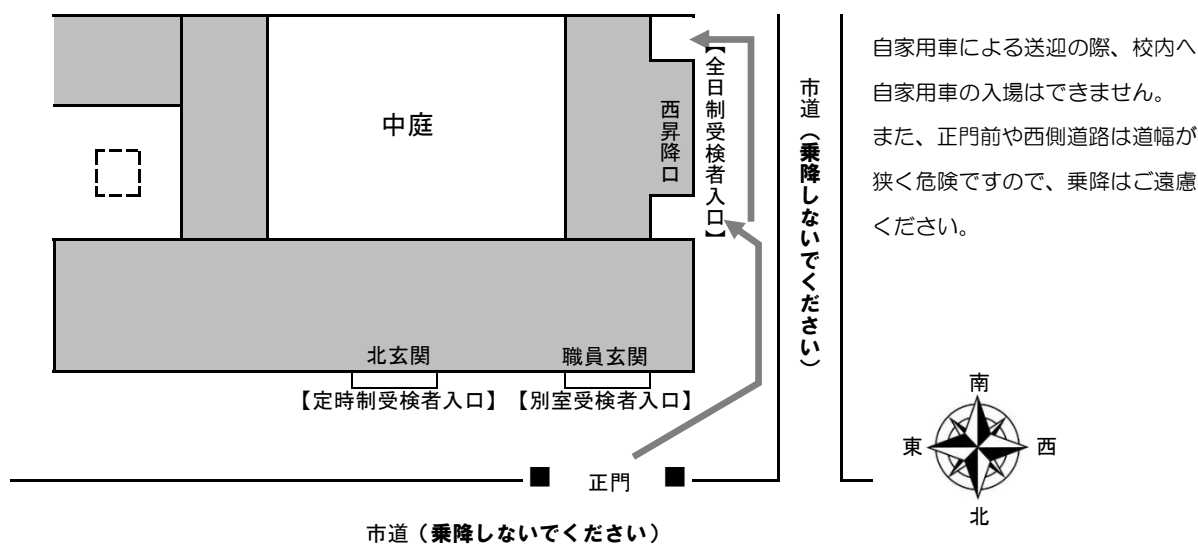 中庭
西昇降口
【全日制受検者入口】
市道（乗降しないでください）
自家用車による送迎の際、校内へ
自家用車の入場はできません。
また、正門前や西側道路は道幅が
狭く危険ですので、乗降はご遠慮
ください。
北玄関
職員玄関
【定時制受検者入口】
【別室受検者入口】
南
東
西
北
正門
市道（乗降しないでください）